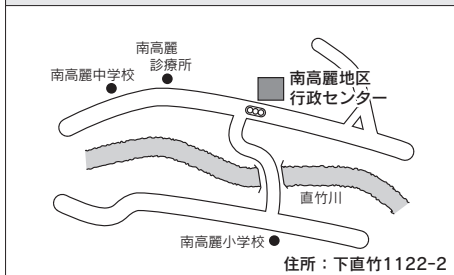 南高麗
診療所
南高麗中学校
南高麗地区
行政センター
直竹川
南高麗小学校
住所：下直竹1122-2